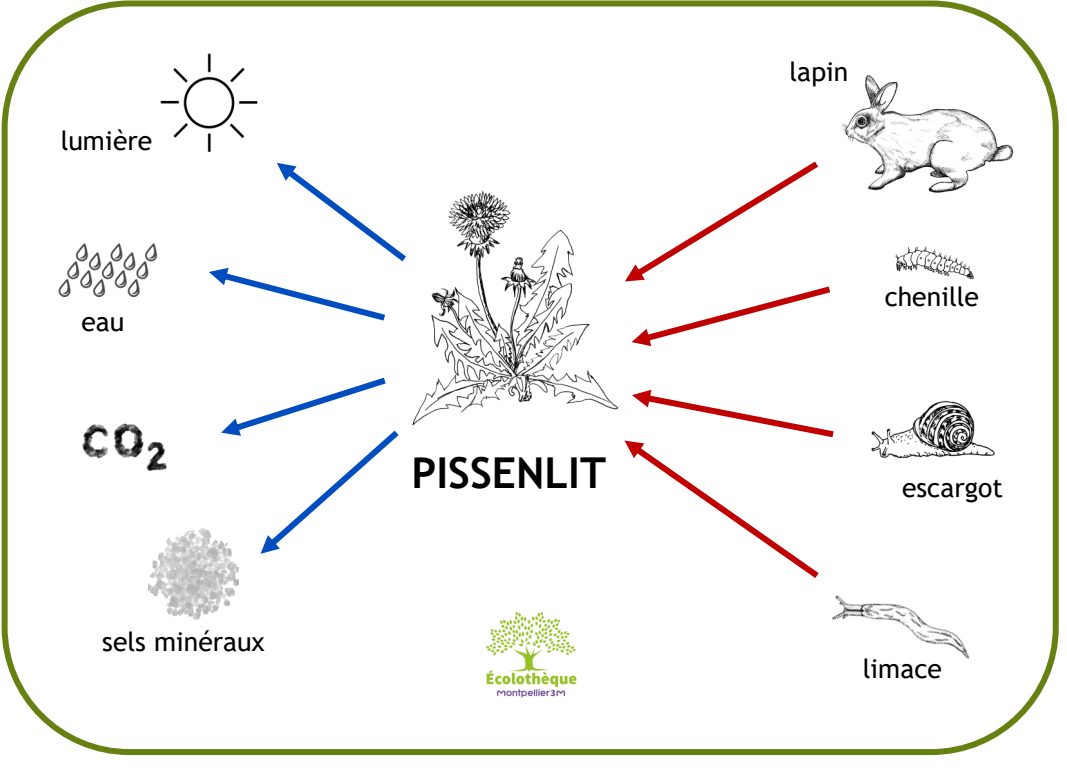 lapin
lumière
chenille
eau
CO2
PISSENLIT
escargot
sels minéraux
limace
Écolothèque
Montpellier3M